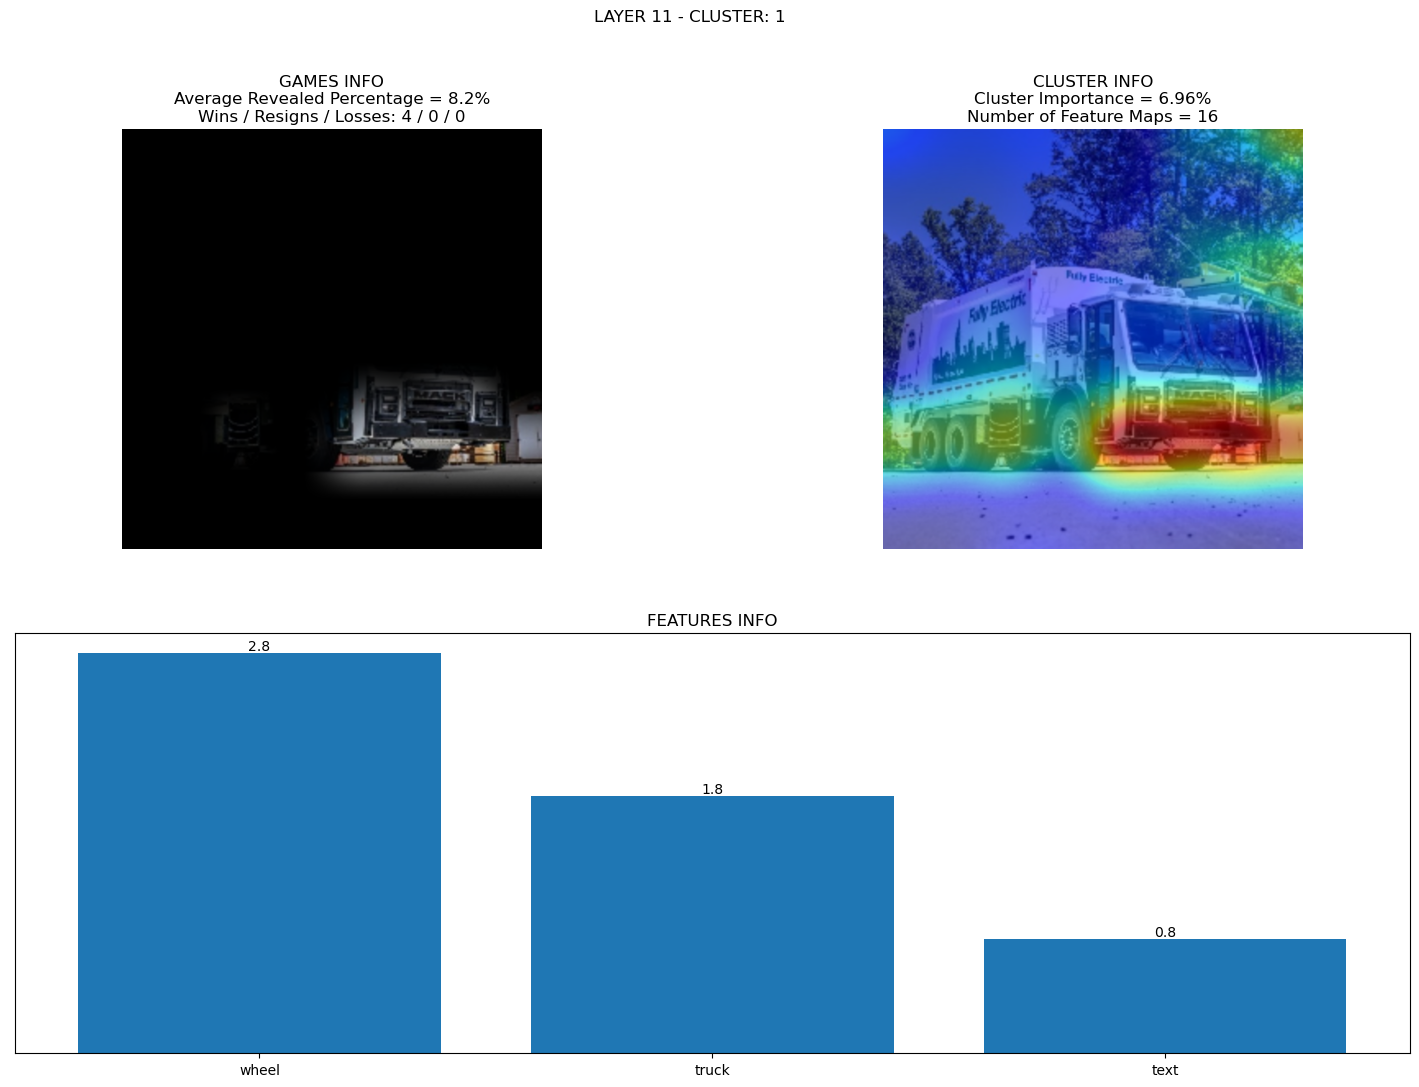 LAYER 11 - CLUSTER: 1
GAMES INFO
Average Revealed Percentage = 8.2%
Wins / Resigns / Losses: 4 / 0 / 0
MACK
CLUSTER INFO
Cluster Importance = 6.96%
Number of Feature Maps = 16
Fully Electric
Fully Electric
MACK
FEATURES INFO
2.8
1.8
0.8
wheel
truck
text